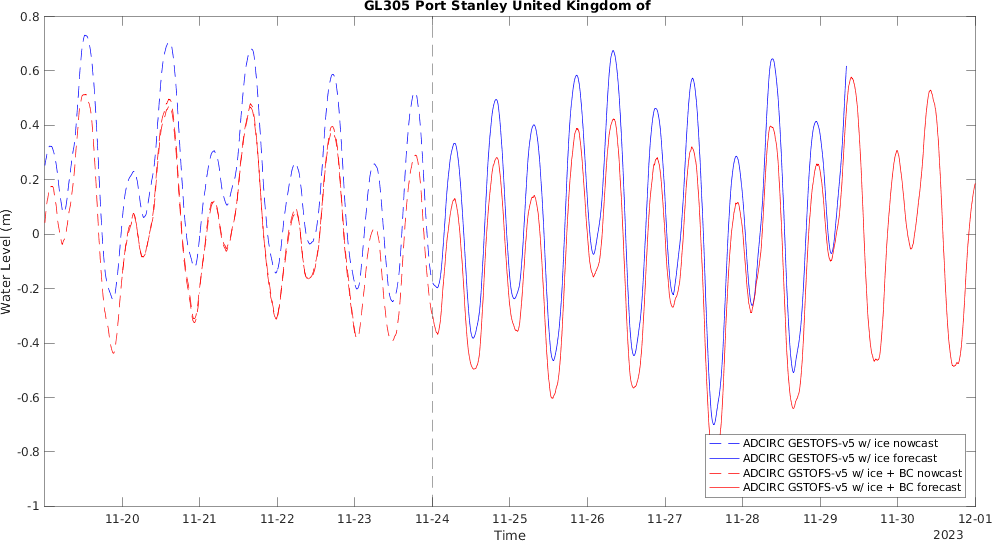 GL305 Port Stanley United Kingdom of
0.8
0.6
0.4
0.2
0
-0.2
-0.4
-0.6
-0.8
-1
Water Level (m)
ADCIRC GESTOFS-v5 w/ ice nowcast
ADCIRC GESTOFS-v5 w/ ice forecast
ADCIRC GSTOFS-v5 w/ ice + BC nowcast
ADCIRC GSTOFS-v5 w/ ice + BC forecast
11-20 11-21 11-22 11-23 11-24 11-25 11-26 11-27 11-28 11-29 11-30 12-01
Time
2023